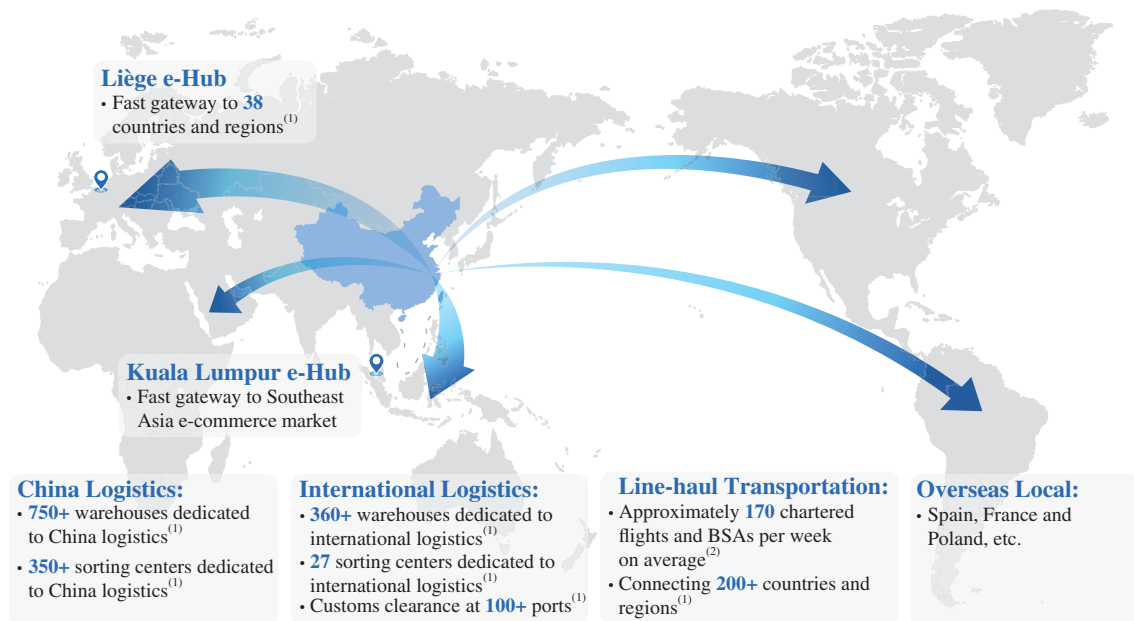 Liège e-Hub
• Fast gateway to 38
countries and regions(1)
Kuala Lumpur e-Hub
• Fast gateway to Southeast
Asia e-commerce market
China Logistics:
• 750+ warehouses dedicated
to China logistics(1)
• 350+ sorting centers dedicated
to China logistics(1)
International Logistics:
• 360+ warehouses dedicated to
international logistics(1)
• 27 sorting centers dedicated to
international logistics(1)
• Customs clearance at 100+ ports(1)
Line-haul Transportation:
• Approximately 170 chartered
flights and BSAs per week
on average(2)
• Connecting 200+ countries and
regions(1)
Overseas Local:
• Spain, France and
Poland, etc.